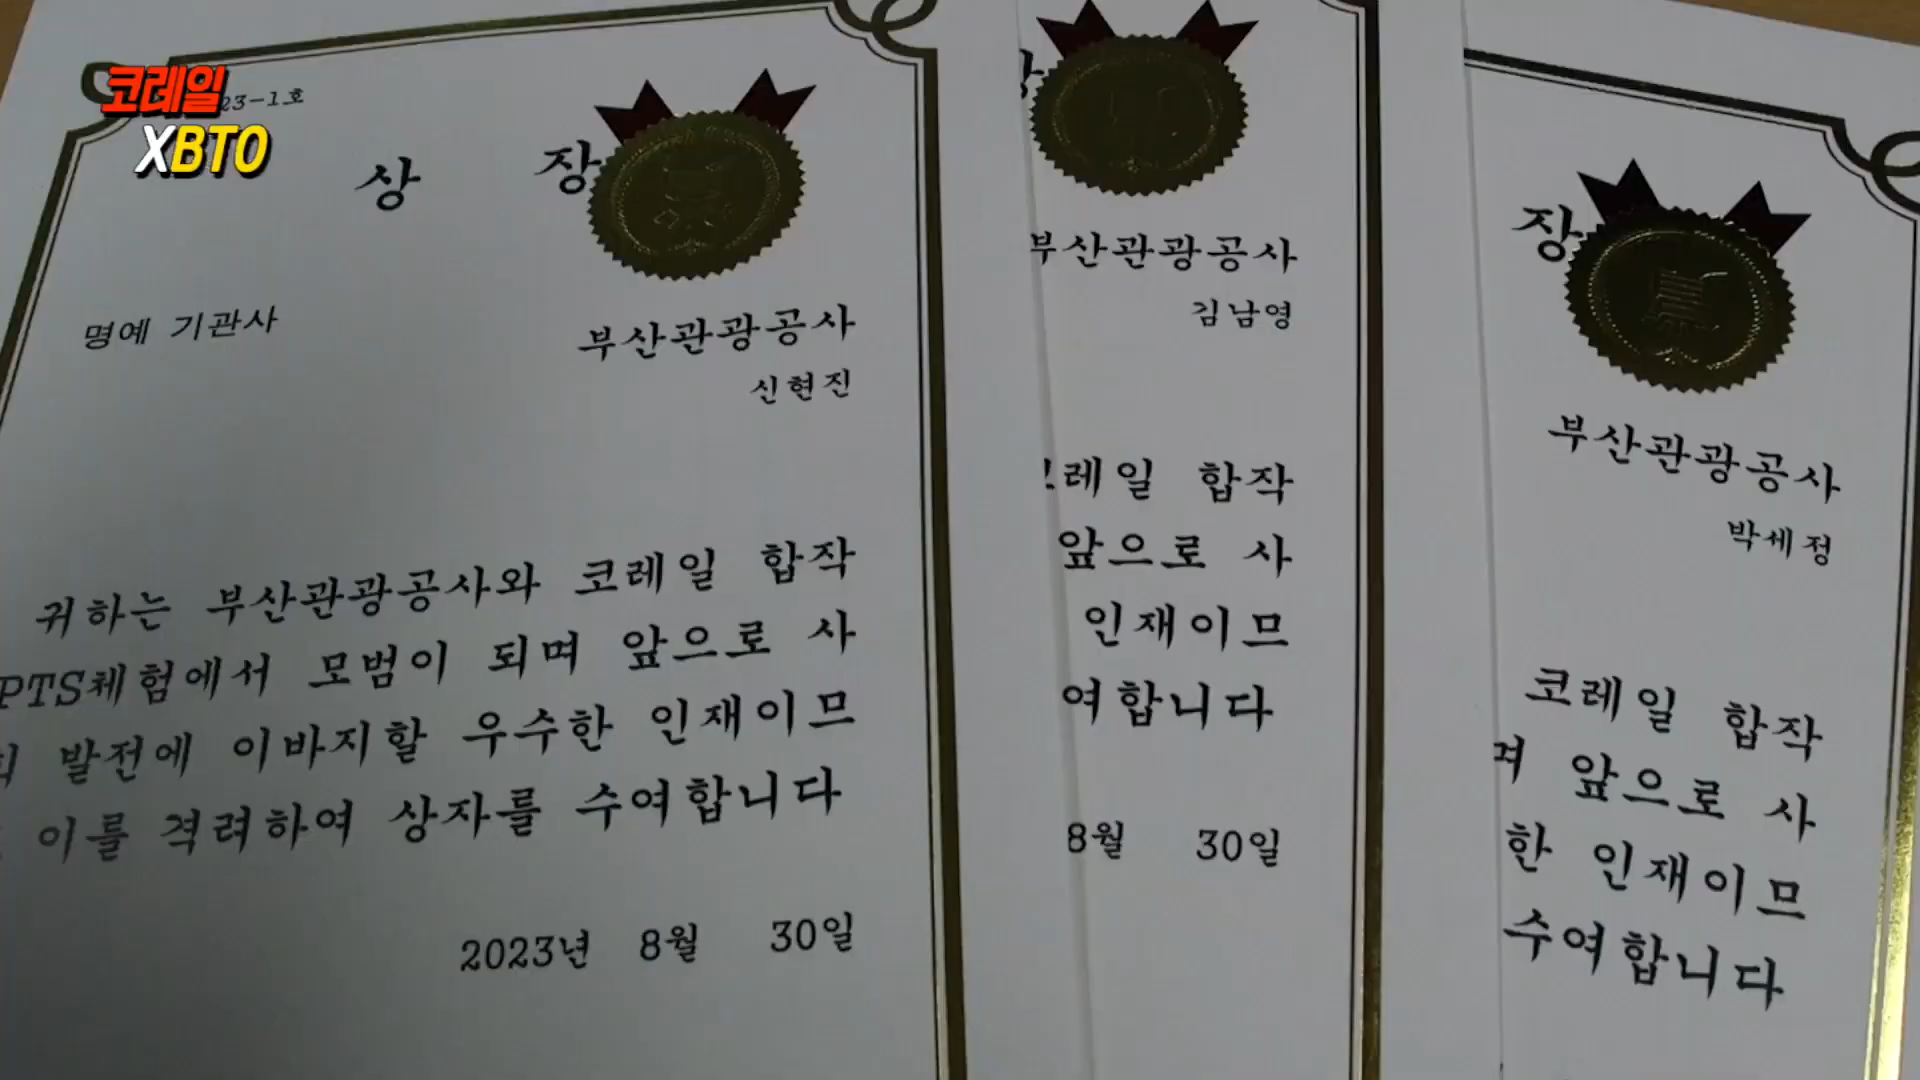 코레일
XBTO
23-1호
상 장
명예 기관사
부산관광공사
신현진
귀하는 부산관광공사와 코레일 합작
PTS체험에서 모범이 되며 앞으로 사
발전에 이바지할 우수한 인재이므
이를 격려하여 상자를 수여합니다
2023년 8월 30일
부산관광공사
김남영
코레일 합작
앞으로 사
인재이므
여합니다
8월 30일
장
부산관광공사
박세정
코레일 합작
며 앞으로 사
한 인재이므
수여합니다